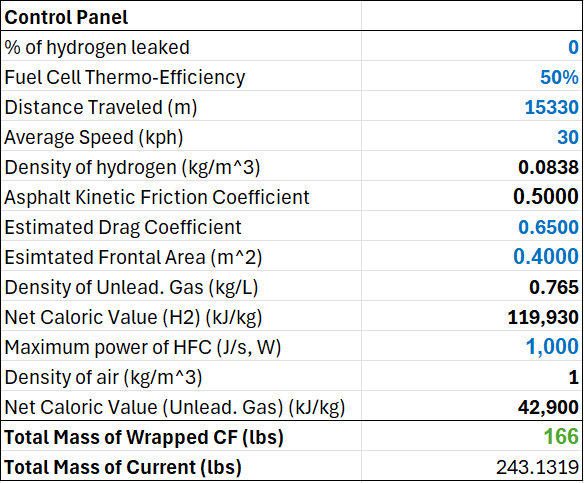 Control Panel
% of hydrogen leaked 0
Fuel Cell Thermo-Efficiency 50%
Distance Traveled (m) 15330
Average Speed (kph) 30
Density of hydrogen (kg/m^3) 0.0838
Asphalt Kinetic Friction Coefficient 0.5000
Estimated Drag Coefficient 0.6500
Esimtated Frontal Area (m^2) 0.4000
Density of Unlead. Gas (kg/L) 0.765
Net Caloric Value (H2) (kJ/kg) 119,930
Maximum power of HFC (J/s, W) 1,000
Density of air (kg/m^3) 1
Net Caloric Value (Unlead. Gas) (kJ/kg) 42,900
Total Mass of Wrapped CF (lbs) 166
Total Mass of Current (lbs) 243.1319